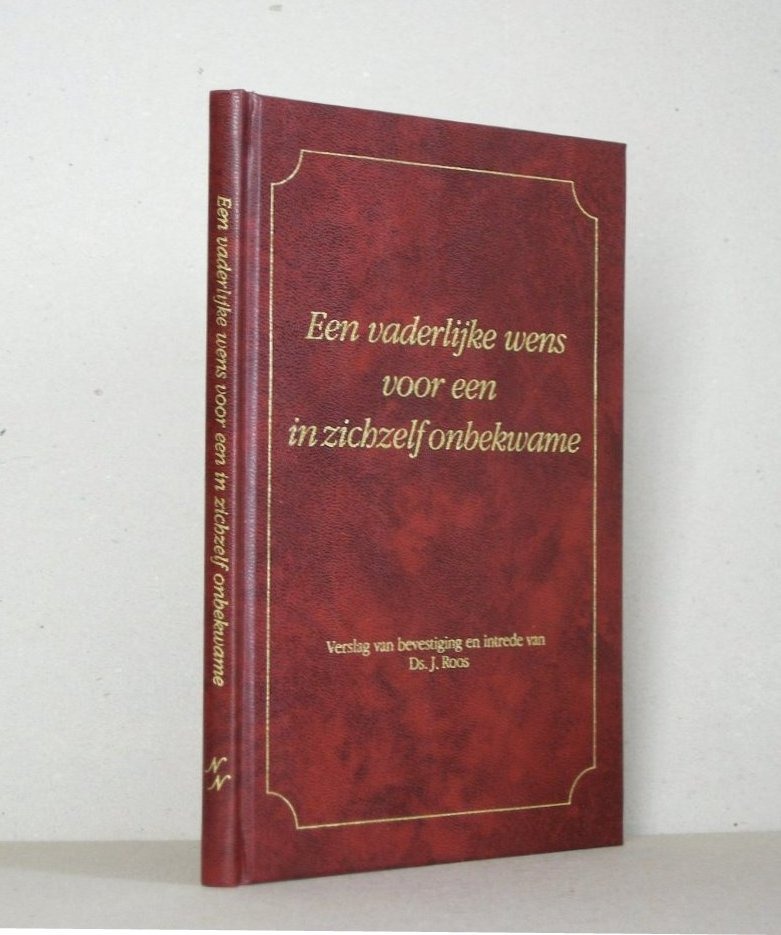 Een vaderlijke wens voor een in zichzelf onbekwame
NN
Een vaderlijke wens
voor een
in zichzelf onbekwame
Verslag van bevestiging en intrede van
Ds. J. Roos